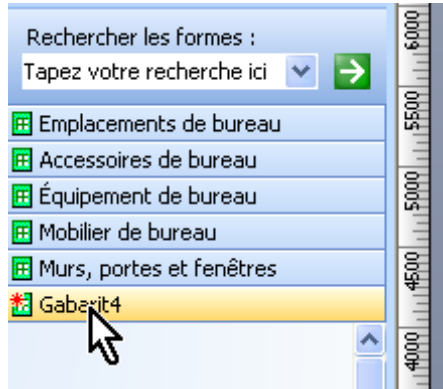 Rechercher les formes :
Tapez votre recherche ici
Emplacements de bureau
Accessoires de bureau
Équipement de bureau
Mobilier de bureau
Murs, portes et fenêtres
Gabarit4
6000
5500
5000
4500
4000